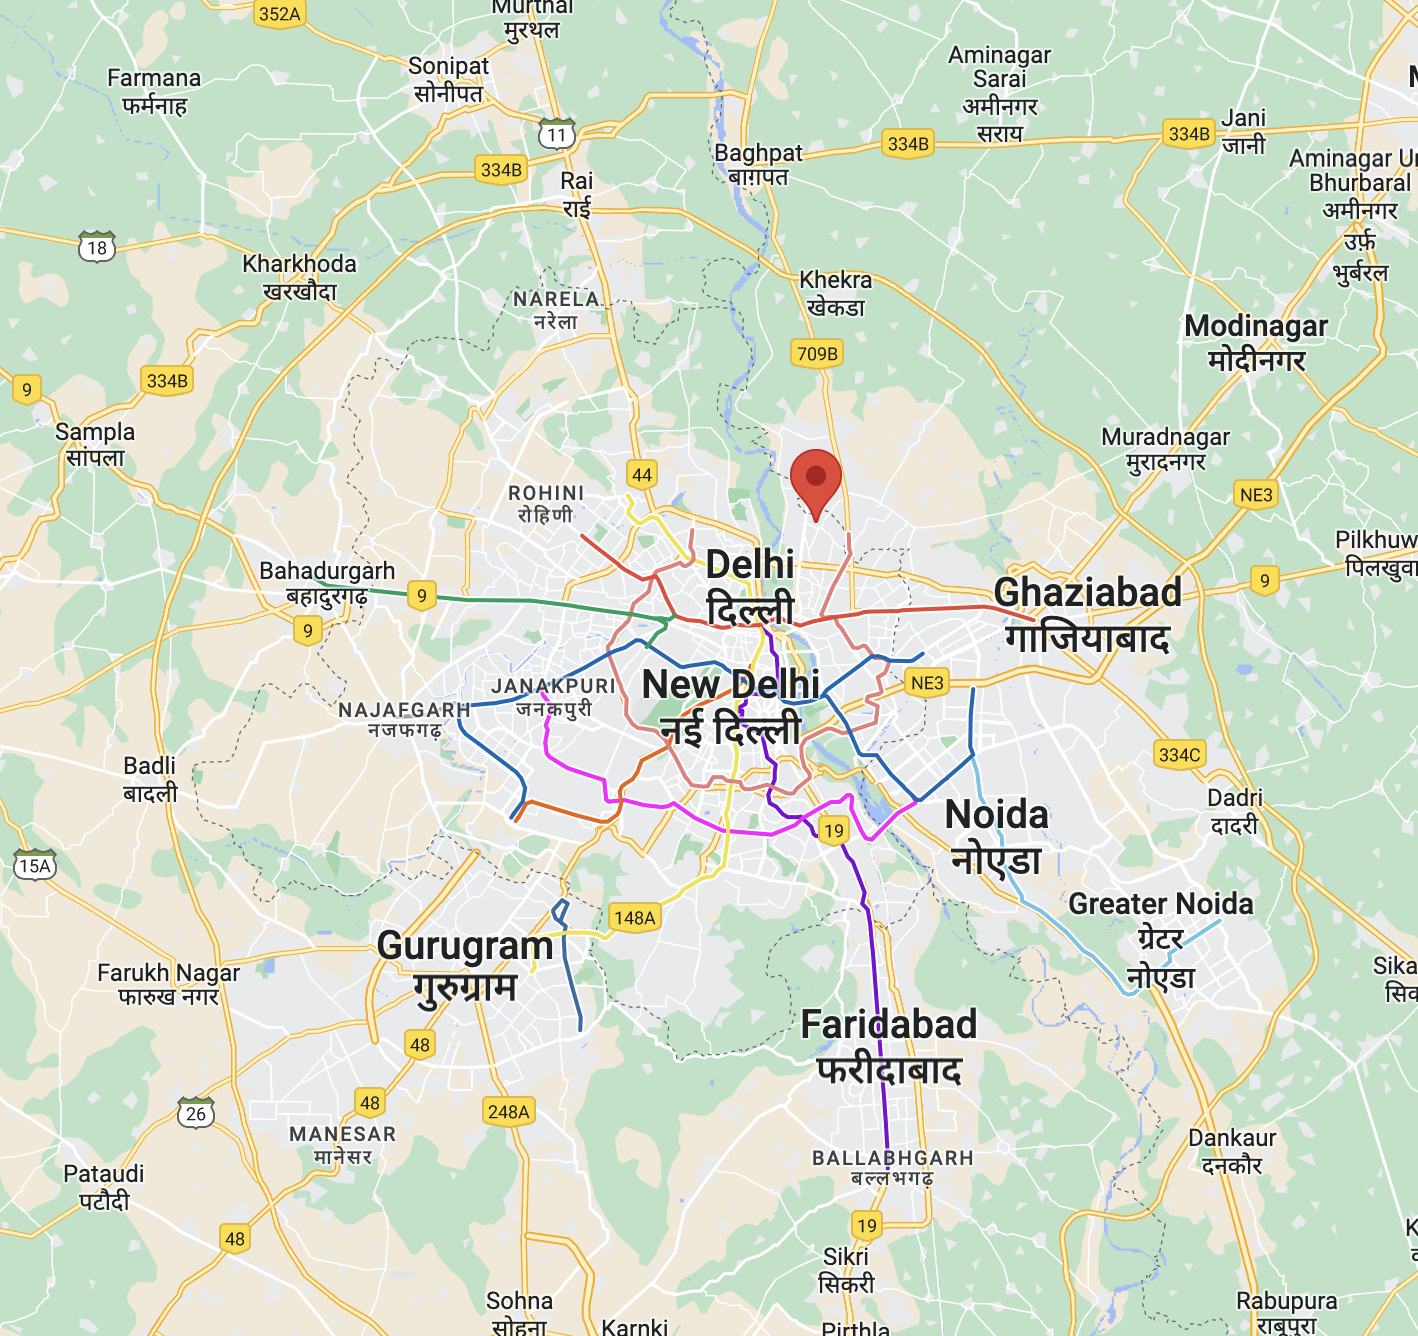 352A
Murthal
मुरथल
Farmana
फर्मनाह
Sonipat
सोनीपत
Aminagar
Sarai
अमीनगर
सराय
11
334B
Baghpat
बाग़पत
334B
334B
Jani
जानी
Rai
राई
Aminagar
Bhurbaral
अमीनगर
उर्फ़
भुर्बरल
18
Kharkhoda
खरखौदा
NARELA
नरेला
Khekra
खेकडा
709B
Modinagar
मोदीनगर
9
334B
Sampla
सांपला
Muradnagar
मुरादनगर
44
ROHINI
रोहिणी
NE3
Delhi
दिल्ली
Bahadurgarh
बहादुरगढ़
9
9
Ghaziabad
गाजियाबाद
9
New Delhi
नई दिल्ली
JANAKPURI
जनकपुरी
NAJAFGARH
नजफगढ़
NE3
Badli
बादली
334C
Dadri
दादरी
15A
19
Noida
नोएडा
148A
Greater Noida
ग्रेटर
नोएडा
Gurugram
गुरुग्राम
Farukh Nagar
फारुख नगर
Faridabad
फरीदाबाद
48
48
26
248A
MANESAR
मानेसर
Dankaur
दनकौर
BALLABHGARH
बल्लभगढ़
Pataudi
पटौदी
48
19
Sikri
सिकरी
Sohna
सोहना
Karnki
Pirthla
Rabupura
राबूपुरा